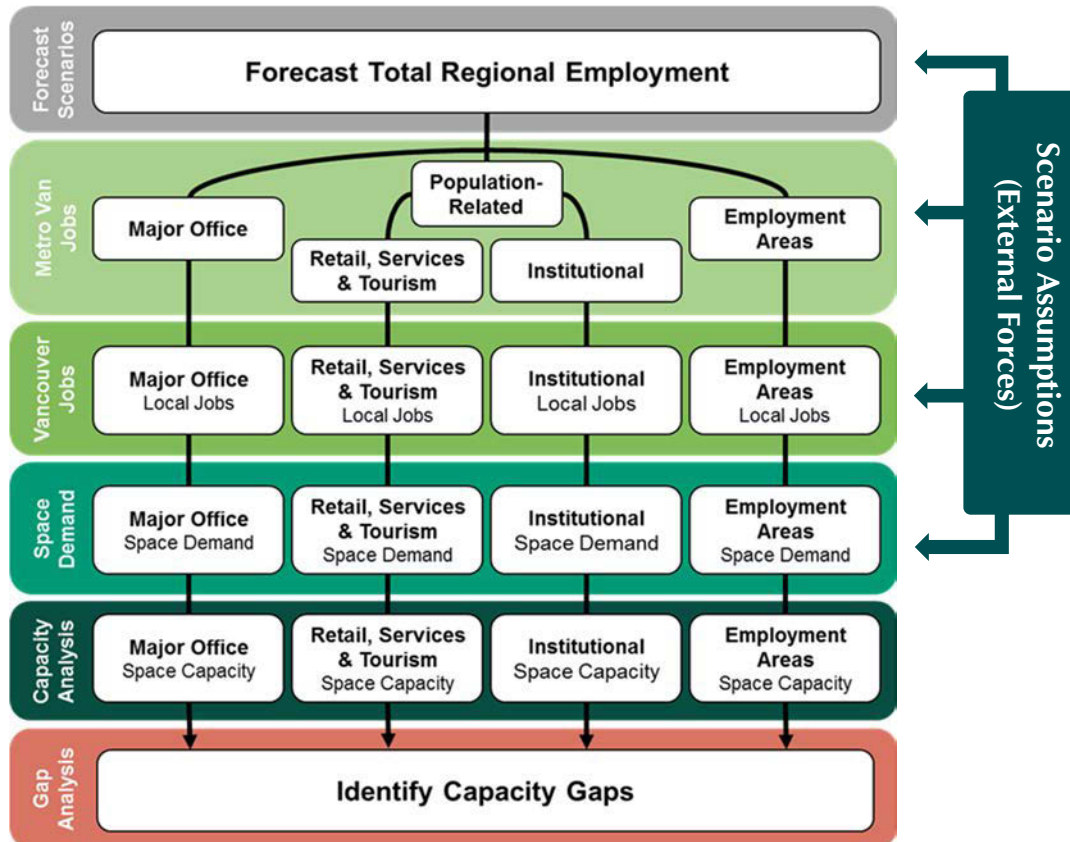 Forecast
Scenarios
Forecast Total Regional Employment
Metro Van
Jobs
Major Office
Population-
Related
Retail, Services
& Tourism
Institutional
Employment
Areas
Vancouver
Jobs
Major Office
Local Jobs
Retail, Services
& Tourism
Local Jobs
Institutional
Local Jobs
Employment
Areas
Local Jobs
Space
Demand
Major Office
Space Demand
Retail, Services
& Tourism
Space Demand
Institutional
Space Demand
Employment
Areas
Space Demand
Capacity
Analysis
Major Office
Space Capacity
Retail, Services
& Tourism
Space Capacity
Institutional
Space Capacity
Employment
Areas
Space Capacity
Gap
Analysis
Identify Capacity Gaps
Scenario Assumptions
(External Forces)